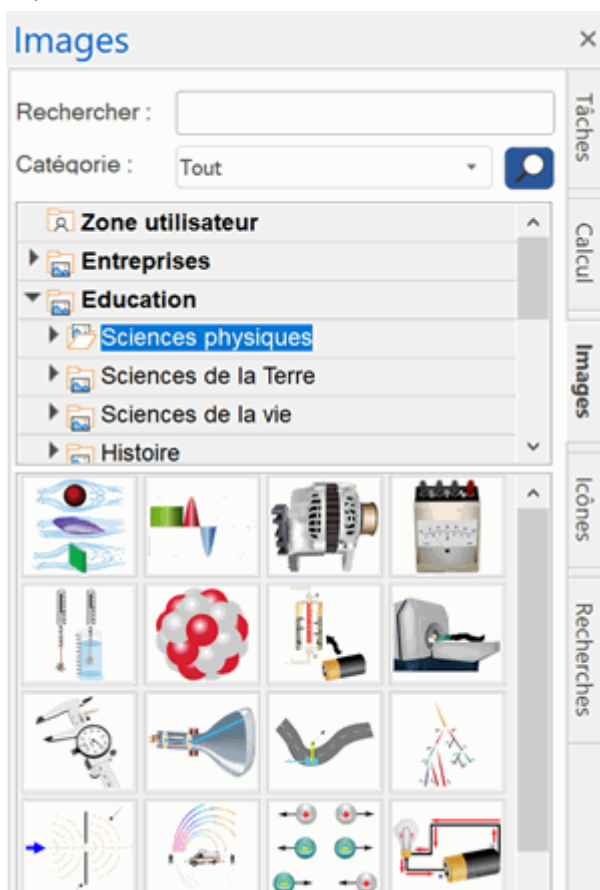 Images
Rechercher :
Catégorie :
Tout
Zone utilisateur
Entreprises
Education
Sciences physiques
Sciences de la Terre
Sciences de la vie
Histoire
Tâches
Calcul
Images
Icônes
Recherches